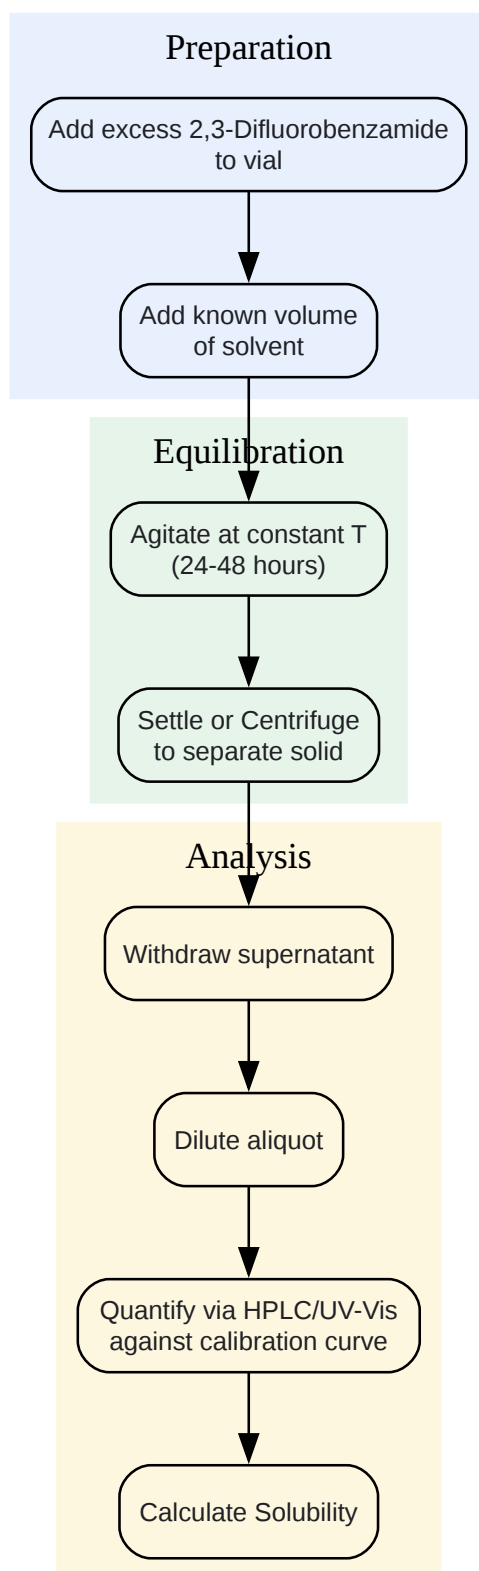 Preparation
Add excess 2,3-Difluorobenzamide
to vial
Add known volume
of solvent
Equilibration
Agitate at constant T
(24-48 hours)
Settle or Centrifuge
to separate solid
Analysis
Withdraw supernatant
Dilute aliquot
Quantify via HPLC/UV-Vis
against calibration curve
Calculate Solubility